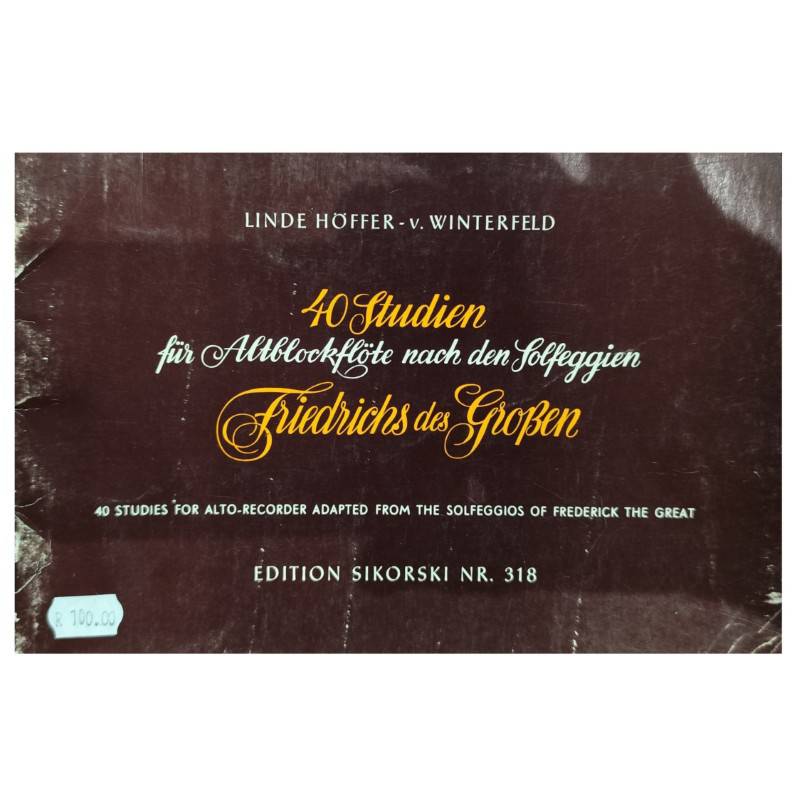 LINDE HÖFFER - v. WINTERFELD
40 Studien
für Altblockflöte nach den Solfeggien
Friedrichs des Großen
40 STUDIES FOR ALTO-RECORDER ADAPTED FROM THE SOLFEGGIOS OF FREDERICK THE GREAT
EDITION SIKORSKI NR. 318
R 100.00